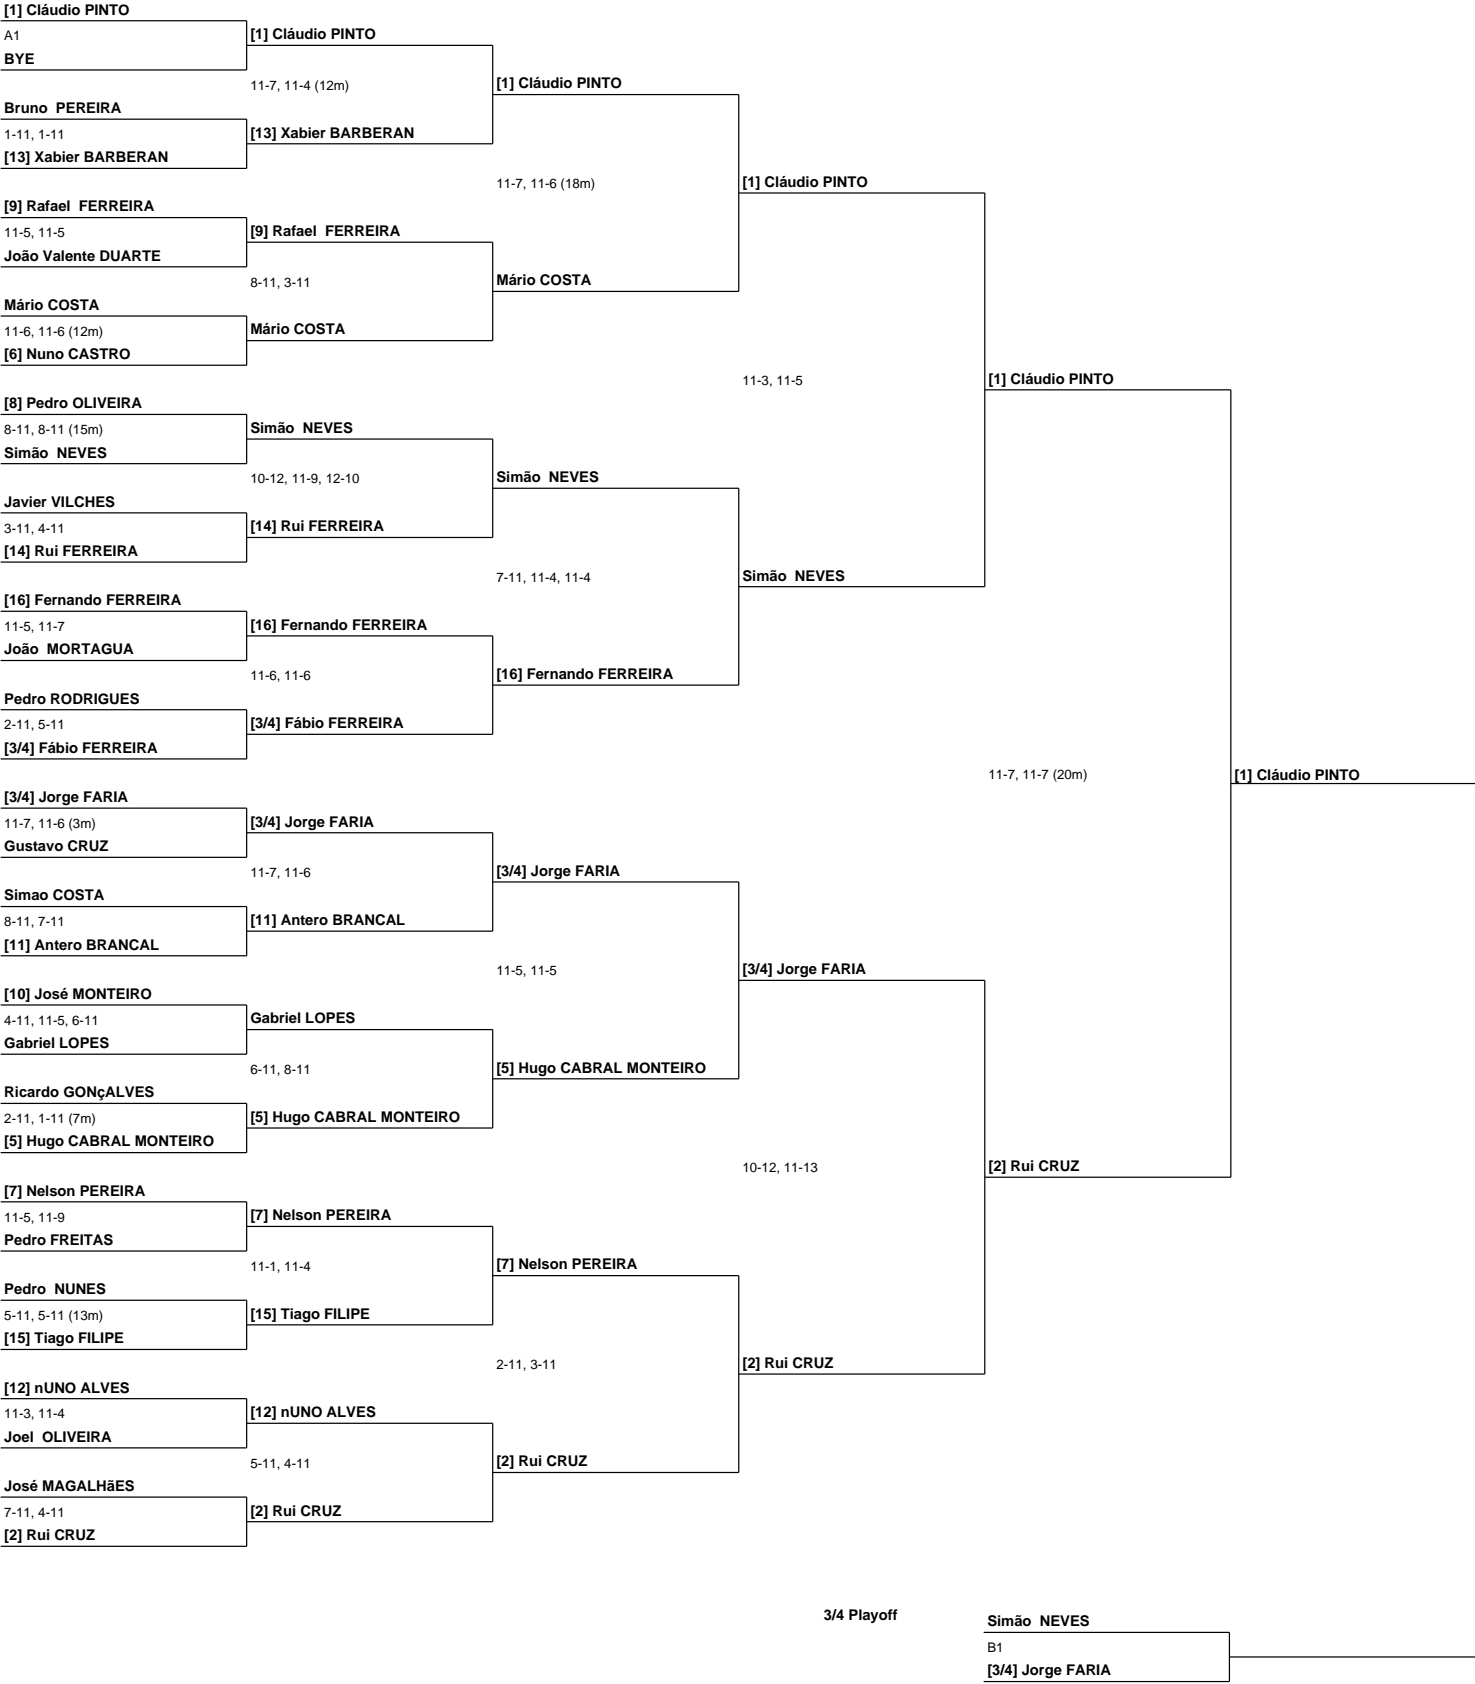 [1] Cláudio PINTO
A1
BYE
Bruno  PEREIRA
1-11, 1-11
[13] Xabier BARBERAN
[9] Rafael  FERREIRA
11-5, 11-5
João Valente DUARTE
Mário COSTA
11-6, 11-6 (12m)
[6] Nuno CASTRO
[8] Pedro OLIVEIRA
8-11, 8-11 (15m)
Simão  NEVES
Javier VILCHES
3-11, 4-11
[14] Rui FERREIRA
[16] Fernando FERREIRA
11-5, 11-7
João  MORTAGUA
Pedro RODRIGUES
2-11, 5-11
[3/4] Fábio FERREIRA
[3/4] Jorge FARIA
11-7, 11-6 (3m)
Gustavo CRUZ
Simao COSTA
8-11, 7-11
[11] Antero BRANCAL
[10] José MONTEIRO
4-11, 11-5, 6-11
Gabriel LOPES
Ricardo GONçALVES
2-11, 1-11 (7m)
[5] Hugo CABRAL MONTEIRO
[7] Nelson PEREIRA
11-5, 11-9
Pedro FREITAS
Pedro  NUNES
5-11, 5-11 (13m)
[15] Tiago FILIPE
[12] nUNO ALVES
11-3, 11-4
Joel  OLIVEIRA
José MAGALHãES
7-11, 4-11
[2] Rui CRUZ
[1] Cláudio PINTO
11-7, 11-4 (12m)
[13] Xabier BARBERAN
[9] Rafael  FERREIRA
8-11, 3-11
Mário COSTA
Simão  NEVES
10-12, 11-9, 12-10
[14] Rui FERREIRA
[16] Fernando FERREIRA
11-6, 11-6
[3/4] Fábio FERREIRA
[3/4] Jorge FARIA
11-7, 11-6
[11] Antero BRANCAL
Gabriel LOPES
6-11, 8-11
[5] Hugo CABRAL MONTEIRO
[7] Nelson PEREIRA
11-1, 11-4
[15] Tiago FILIPE
[12] nUNO ALVES
5-11, 4-11
[2] Rui CRUZ
[1] Cláudio PINTO
11-7, 11-6 (18m)
Mário COSTA
Simão  NEVES
7-11, 11-4, 11-4
[16] Fernando FERREIRA
[3/4] Jorge FARIA
11-5, 11-5
[5] Hugo CABRAL MONTEIRO
[7] Nelson PEREIRA
2-11, 3-11
[2] Rui CRUZ
[1] Cláudio PINTO
11-3, 11-5
Simão  NEVES
[3/4] Jorge FARIA
10-12, 11-13
[2] Rui CRUZ
[1] Cláudio PINTO
11-7, 11-7 (20m)
[2] Rui CRUZ
[1] Cláudio PINTO
3/4 Playoff
Simão  NEVES
B1
[3/4] Jorge FARIA